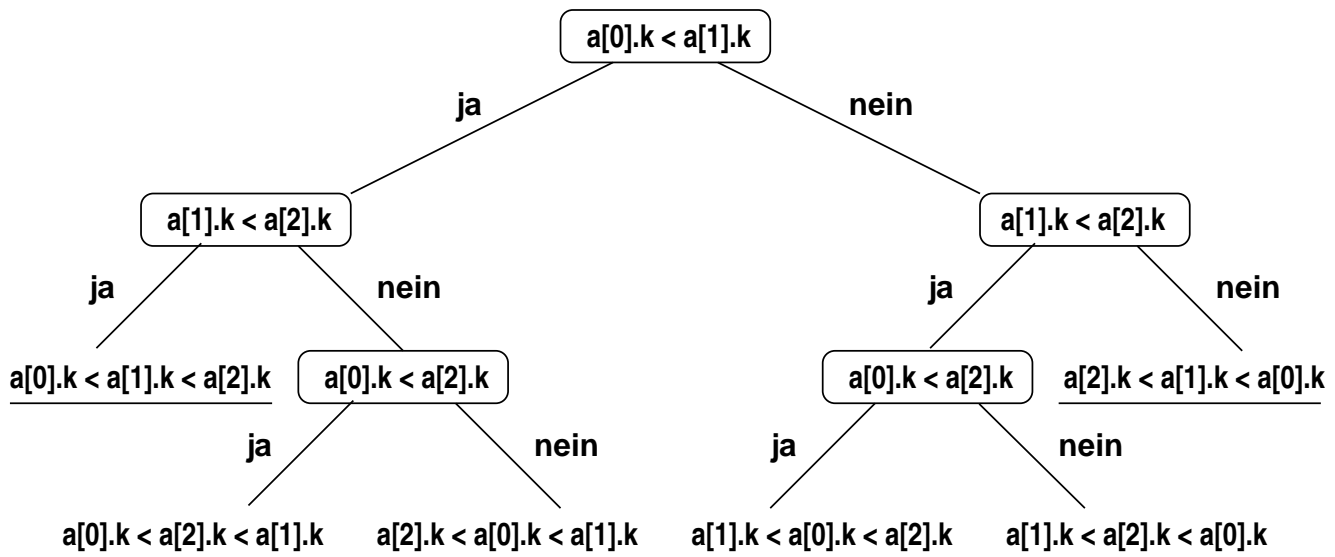 a[0].k < a[1].k
ja
nein
a[1].k < a[2].k
a[1].k < a[2].k
ja
nein
ja
nein
a[0].k < a[1].k < a[2].k
a[0].k < a[2].k
a[0].k < a[2].k
a[2].k < a[1].k < a[0].k
ja
nein
ja
nein
a[0].k < a[2].k < a[1].k
a[2].k < a[0].k < a[1].k
a[1].k < a[0].k < a[2].k
a[1].k < a[2].k < a[0].k